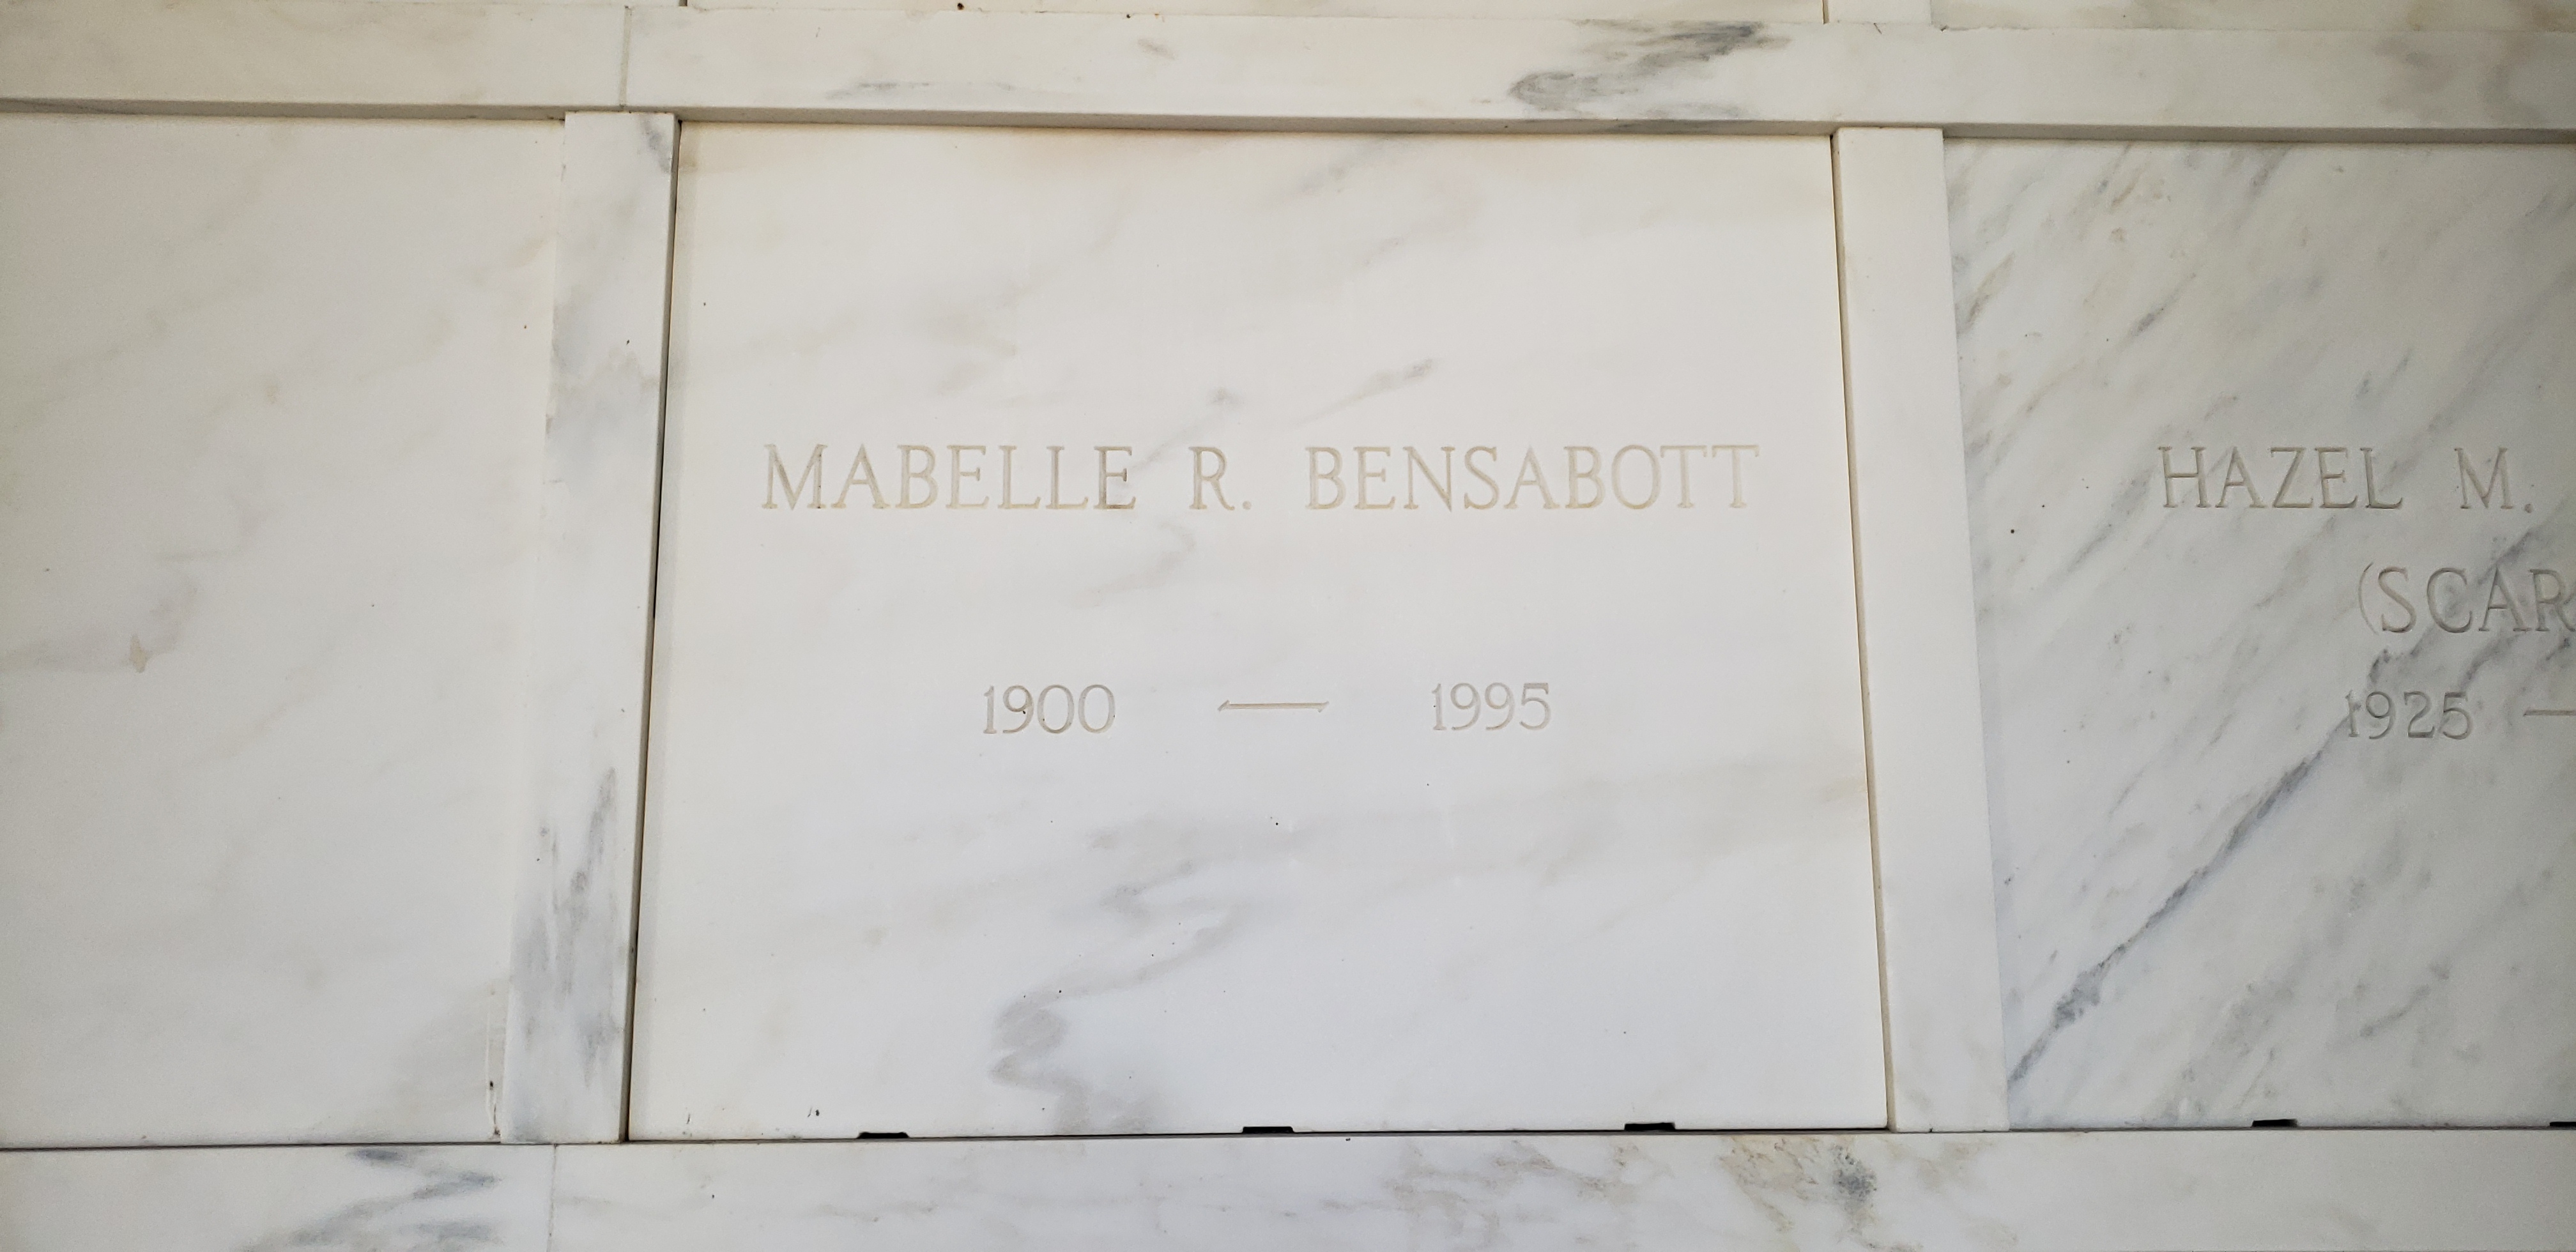 MABELLE R. BENSABOTT
1900 — 1995
HAZEL M.
(SCAR
1925 —